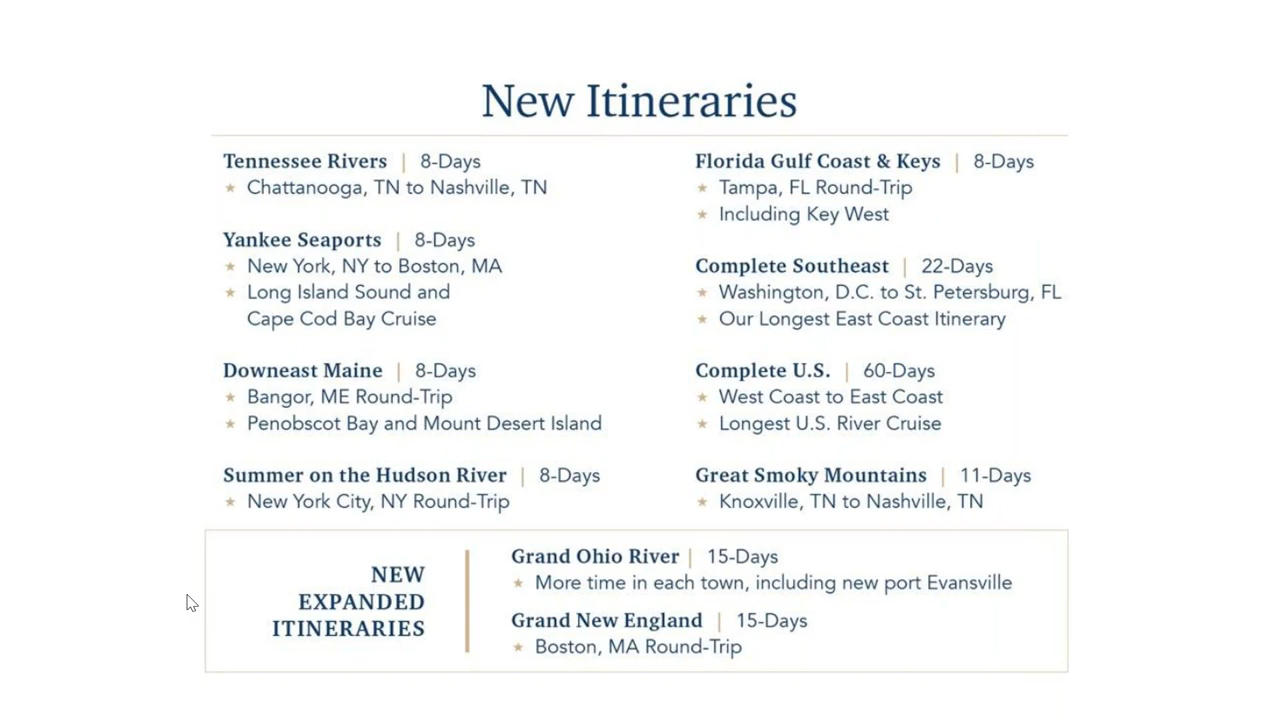 New Itineraries
Tennessee Rivers | 8-Days
★ Chattanooga, TN to Nashville, TN
Yankee Seaports | 8-Days
★ New York, NY to Boston, MA
★ Long Island Sound and
Cape Cod Bay Cruise
Downeast Maine | 8-Days
★ Bangor, ME Round-Trip
★ Penobscot Bay and Mount Desert Island
Summer on the Hudson River | 8-Days
★ New York City, NY Round-Trip
Florida Gulf Coast & Keys | 8-Days
★ Tampa, FL Round-Trip
★ Including Key West
Complete Southeast | 22-Days
★ Washington, D.C. to St. Petersburg, FL
★ Our Longest East Coast Itinerary
Complete U.S. | 60-Days
★ West Coast to East Coast
★ Longest U.S. River Cruise
Great Smoky Mountains | 11-Days
★ Knoxville, TN to Nashville, TN
NEW
EXPANDED
ITINERARIES
Grand Ohio River | 15-Days
★ More time in each town, including new port Evansville
Grand New England | 15-Days
★ Boston, MA Round-Trip